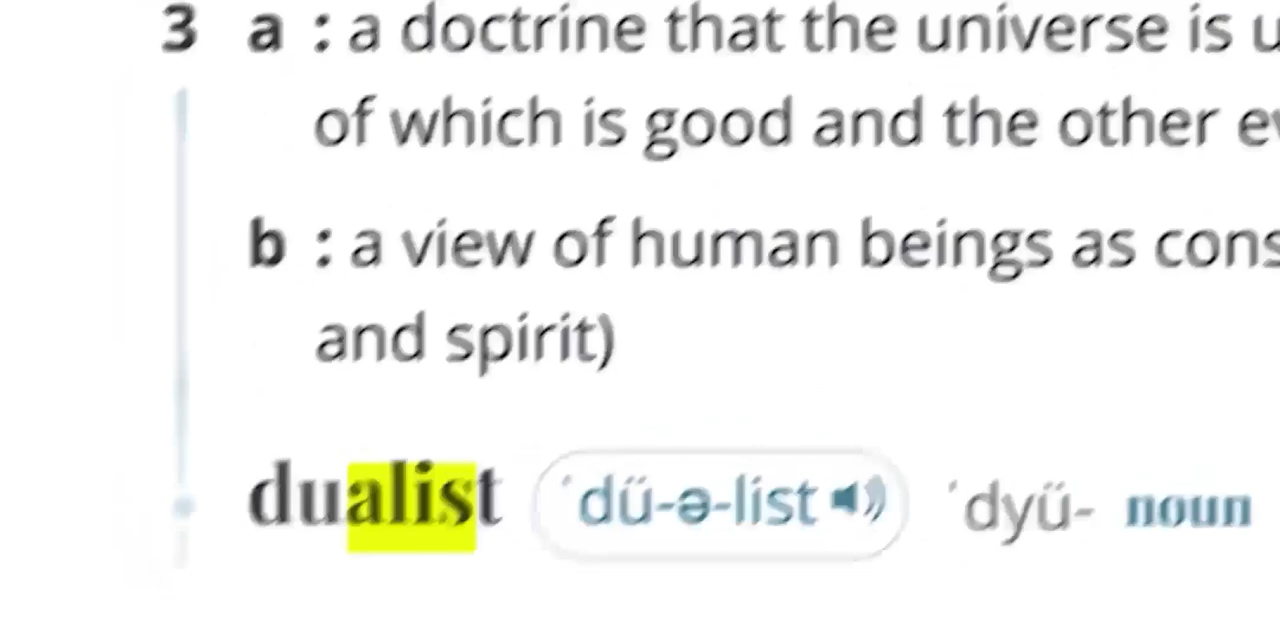 3 a : a doctrine that the universe is
of which is good and the other
b : a view of human beings as
and spirit)
dualist ˈdü-ə-list ˈdyü- noun